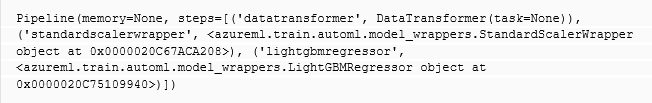 Pipeline(memory=None, steps=[('datatransformer', DataTransformer(task=None)),
('standardscalerwrapper', <azureml.train.automl.model_wrappers.StandardScalerWrapper
object at 0x0000020C67ACA208>), ('lightgbmregressor',
<azureml.train.automl.model_wrappers.LightGBMRegressor object at
0x0000020C75109940>)])